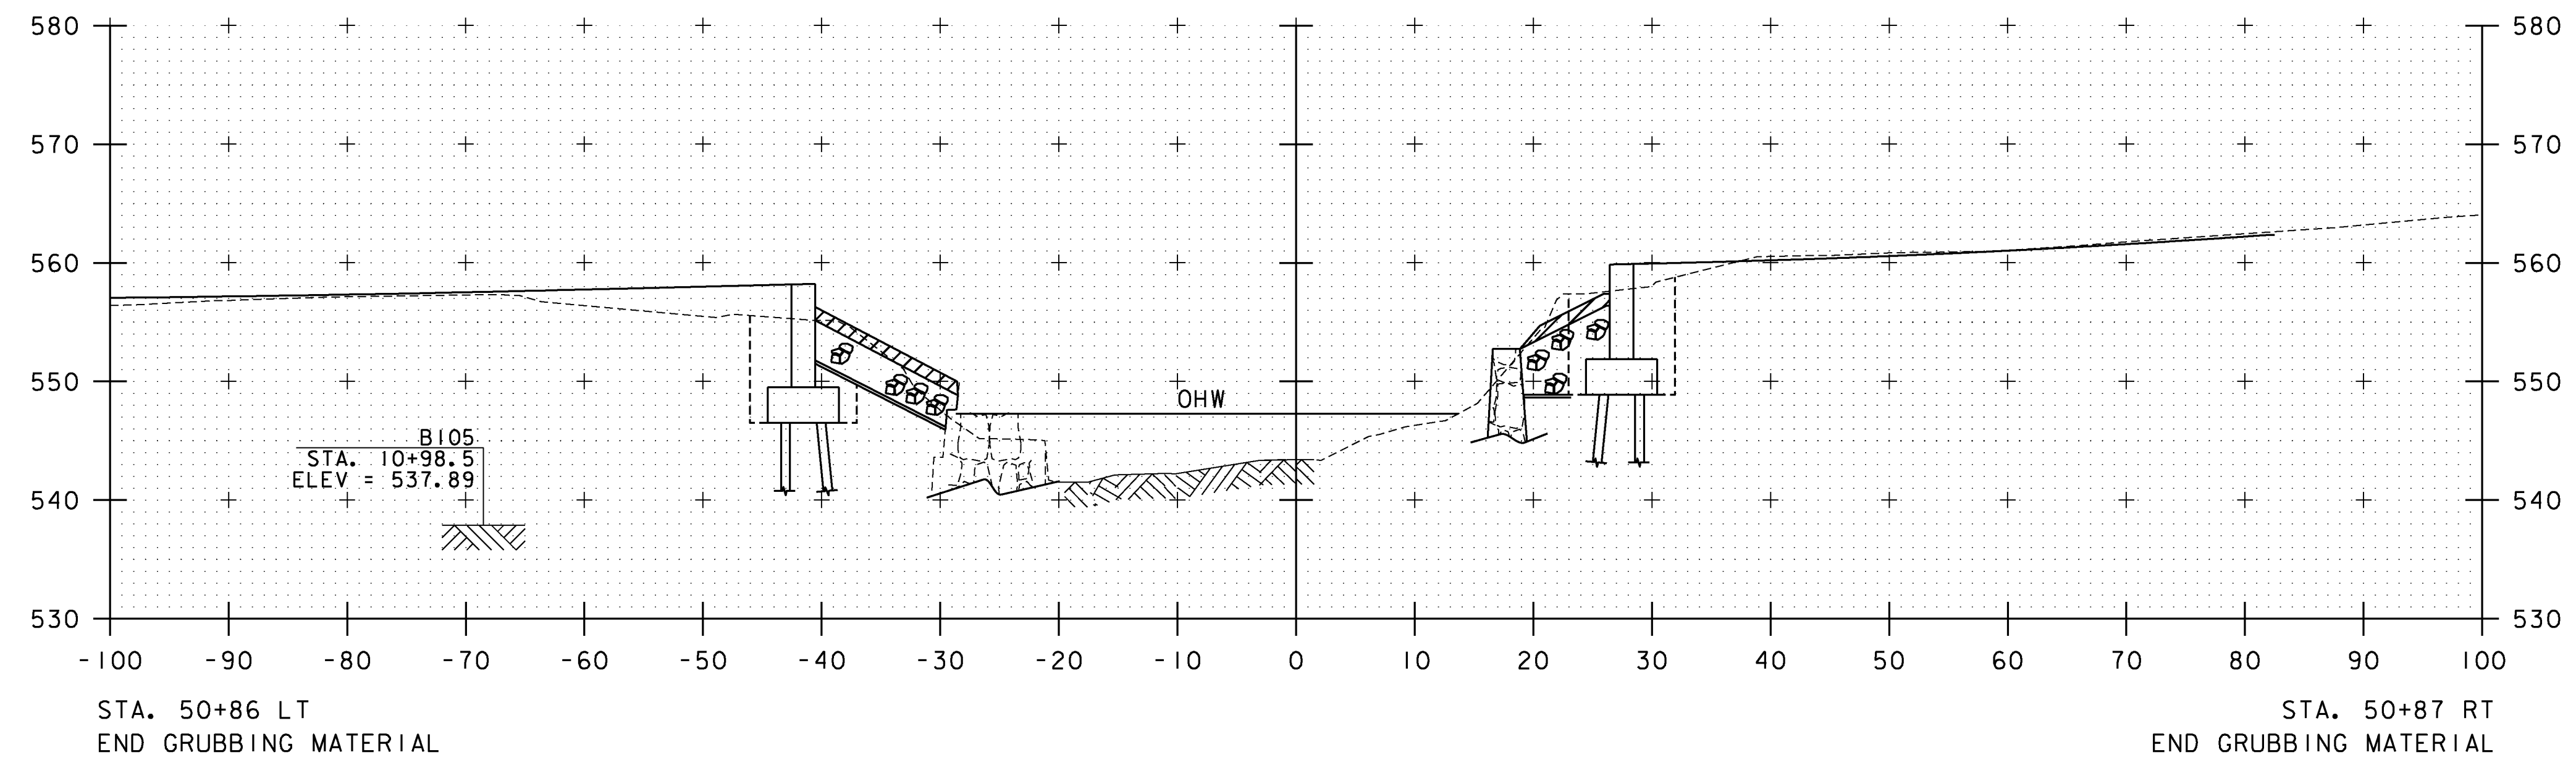 580 580
570 570
560 560
OHW
550 550
B105
STA. 10+98.5
ELEV = 537.89
540 540
530 530
-100 -90 -80 -70 -60 -50 -40 -30 -20 -10 0 10 20 30 40 50 60 70 80 90 100
STA. 50+86 LT STA. 50+87 RT
END GRUBBING MATERIAL END GRUBBING MATERIAL